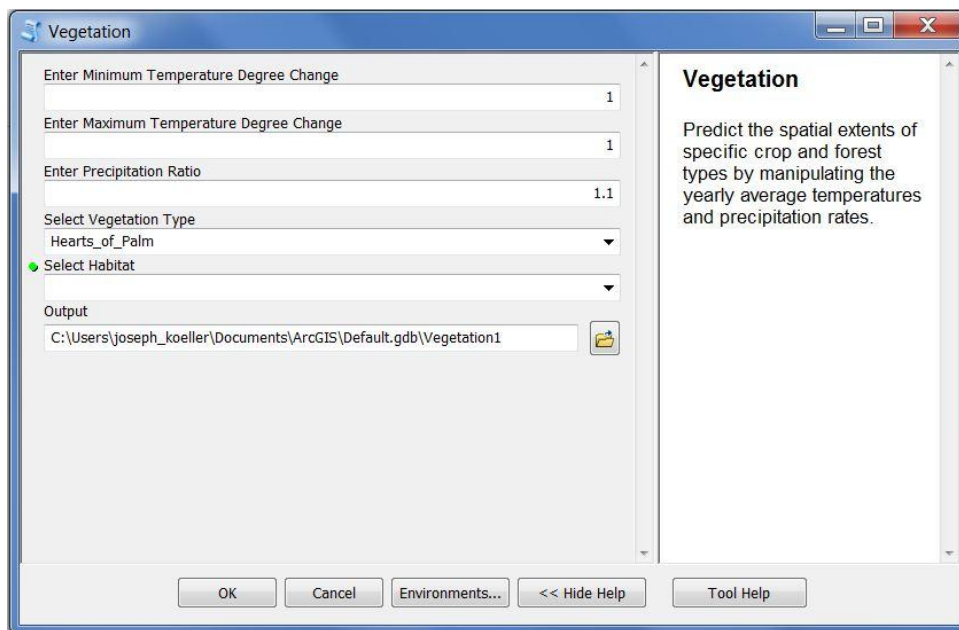 Vegetation
Enter Minimum Temperature Degree Change
1
Enter Maximum Temperature Degree Change
1
Enter Precipitation Ratio
1.1
Select Vegetation Type
Hearts_of_Palm
Select Habitat
Output
C:\Users\joseph_koeller\Documents\ArcGIS\Default.gdb\Vegetation1
Vegetation
Predict the spatial extents of
specific crop and forest
types by manipulating the
yearly average temperatures
and precipitation rates.
OK
Cancel
Environments...
<< Hide Help
Tool Help